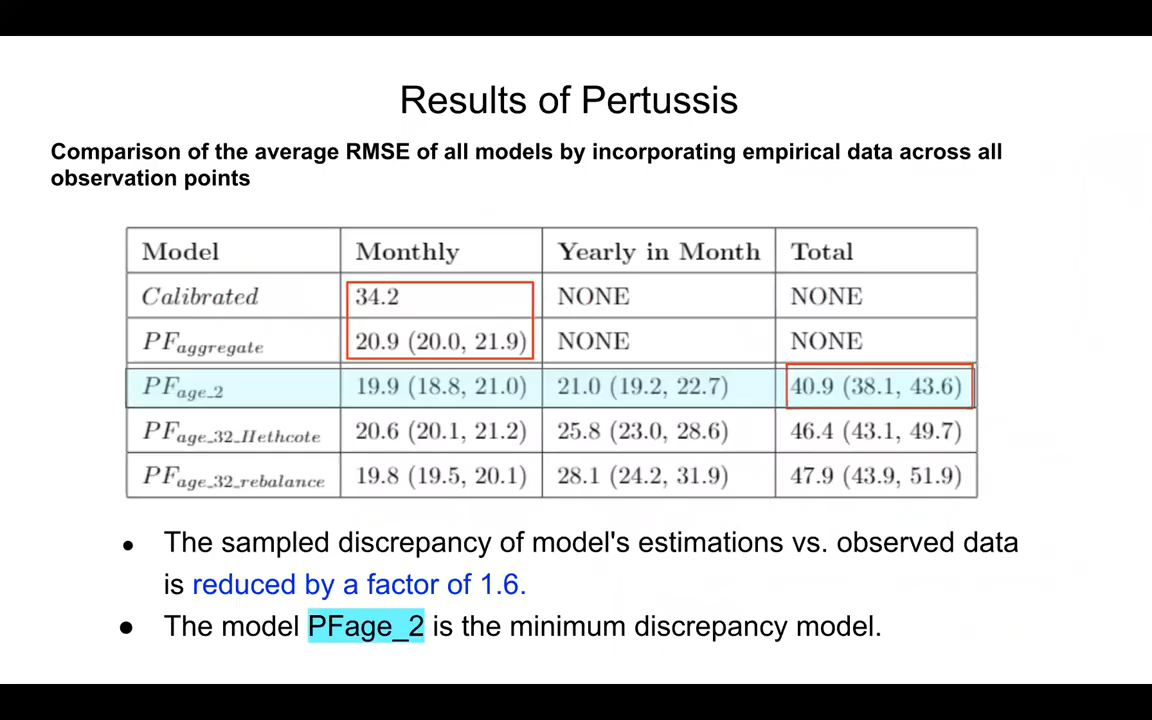 Results of Pertussis
Comparison of the average RMSE of all models by incorporating empirical data across all
observation points
Model Monthly Yearly in Month Total
Calibrated 34.2 NONE NONE
PFaggregate 20.9 (20.0, 21.9) NONE NONE
PFage_2 19.9 (18.8, 21.0) 21.0 (19.2, 22.7) 40.9 (38.1, 43.6)
PFage_32_Hethcote 20.6 (20.1, 21.2) 25.8 (23.0, 28.6) 46.4 (43.1, 49.7)
PFage_32_rebalance 19.8 (19.5, 20.1) 28.1 (24.2, 31.9) 47.9 (43.9, 51.9)
● The sampled discrepancy of model's estimations vs. observed data
is reduced by a factor of 1.6.
● The model PFage_2 is the minimum discrepancy model.